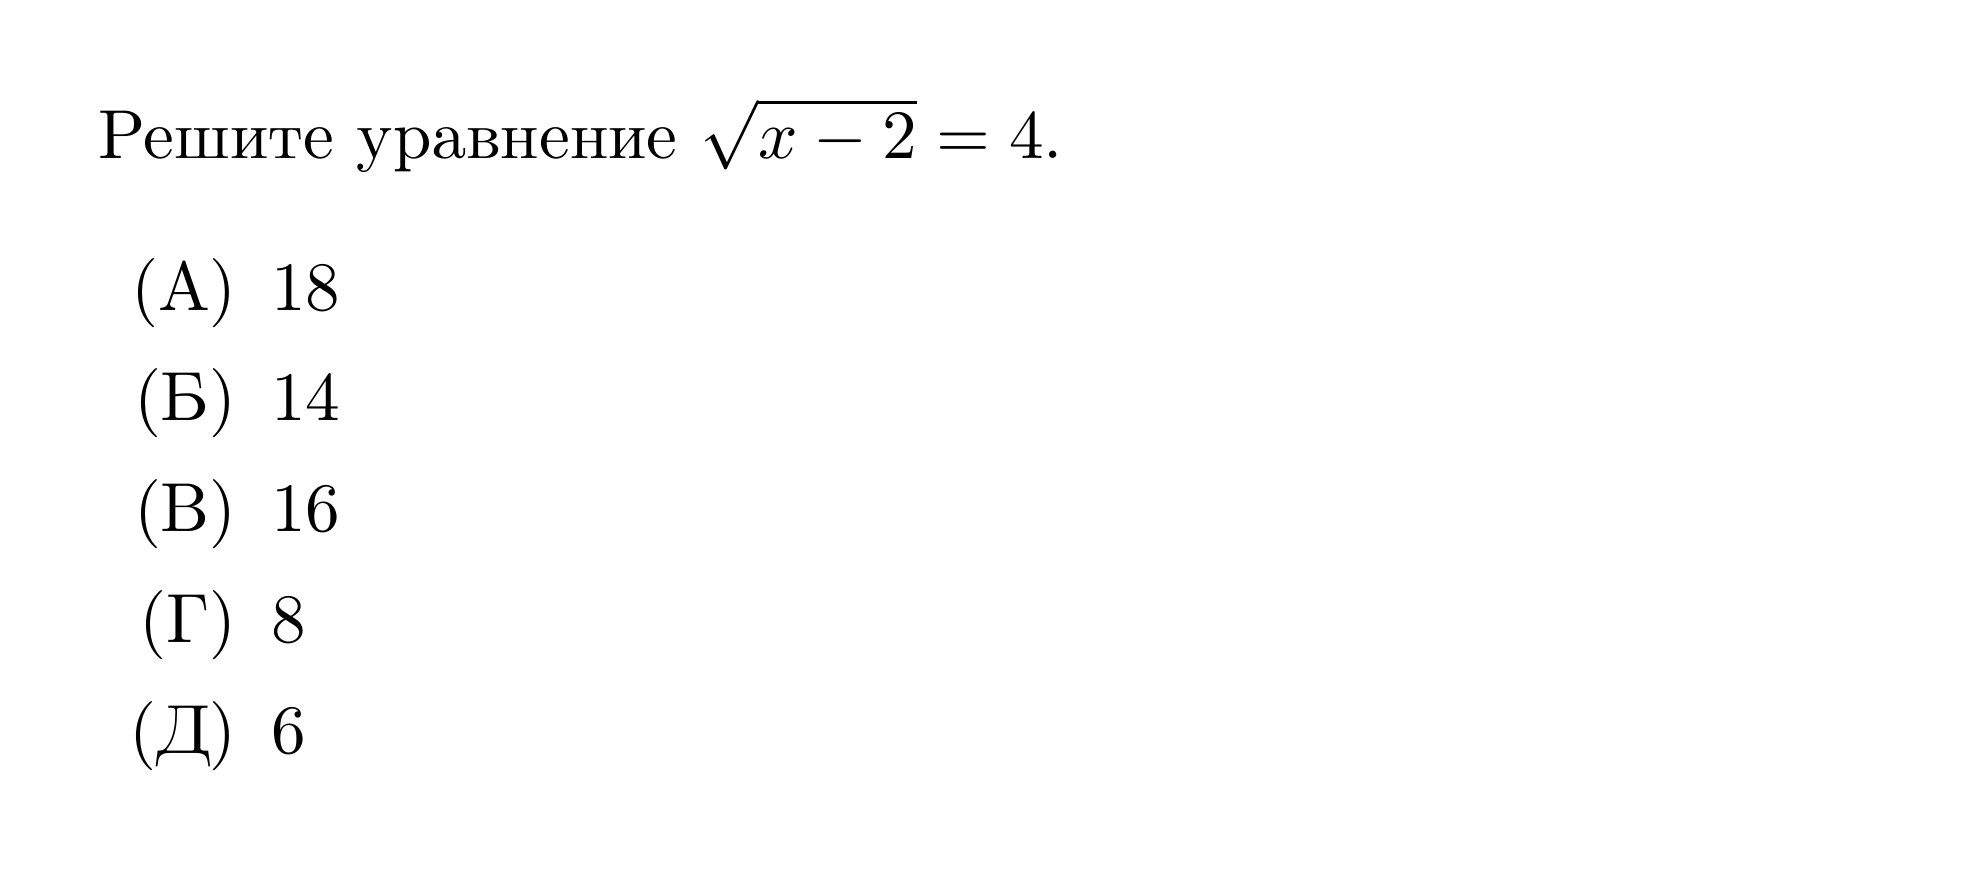 Решите уравнение √x − 2 = 4.
(А) 18
(Б) 14
(В) 16
(Г) 8
(Д) 6